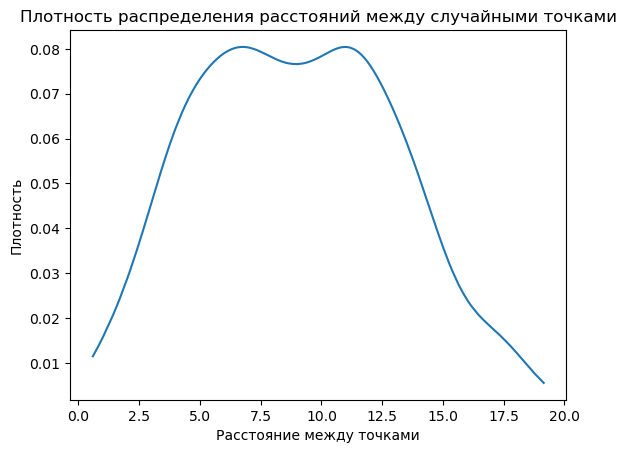 Плотность распределения расстояний между случайными точками
0.08
0.07
0.06
0.05
0.04
0.03
0.02
0.01
Плотность
0.0 2.5 5.0 7.5 10.0 12.5 15.0 17.5 20.0
Расстояние между точками